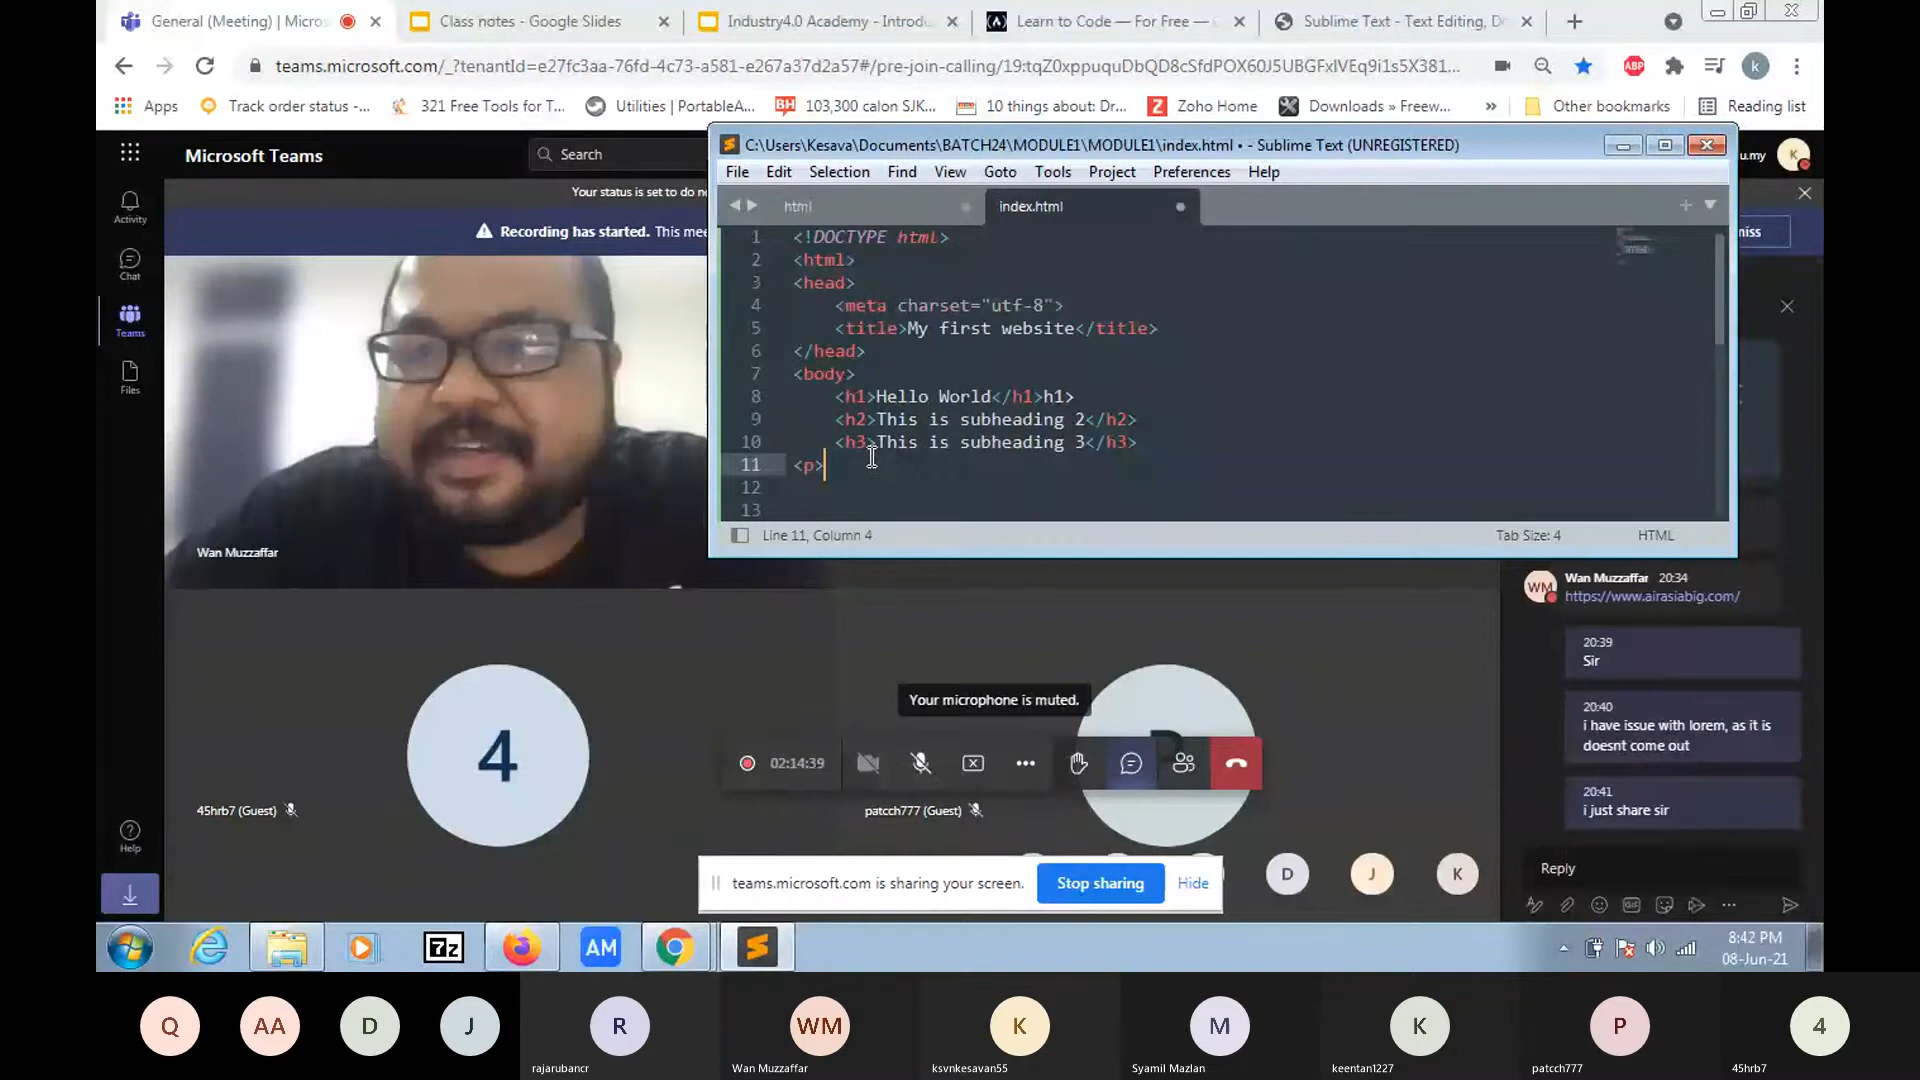 General (Meeting) | Micros
Class notes - Google Slides
Industry4.0 Academy - Introdu
Learn to Code — For Free —
Sublime Text - Text Editing, D
teams.microsoft.com/_?tenantId=e27fc3aa-76fd-4c73-a581-e267a37d2a57#/pre-join-calling/19:tqZ0xppuquDbQD8cSfdPOX60J5UBGFxlVEq9i1s5X381...
ABP
k
Apps
Track order status -...
321 Free Tools for T...
Utilities | PortableA...
BH
103,300 calon SJK...
10 things about: Dr...
Z
Zoho Home
Downloads » Freew...
»
Other bookmarks
Reading list
Microsoft Teams
Search
u.my
K
C:\Users\Kesava\Documents\BATCH24\MODULE1\MODULE1\index.html • - Sublime Text (UNREGISTERED)
File Edit Selection Find View Goto Tools Project Preferences Help
html
index.html
1 <!DOCTYPE html>
2 <html>
3 <head>
4 <meta charset="utf-8">
5 <title>My first website</title>
6 </head>
7 <body>
8 <h1>Hello World</h1>h1>
9 <h2>This is subheading 2</h2>
10 <h3>This is subheading 3</h3>
11 <p>
12
13
Line 11, Column 4
Tab Size: 4
HTML
Activity
Chat
Teams
Files
Help
Your status is set to do no
Recording has started. This mee
miss
Wan Muzzaffar
WM
Wan Muzzaffar 20:34
https://www.airasiabig.com/
20:39
Sir
20:40
i have issue with lorem, as it is
doesnt come out
20:41
i just share sir
Reply
GIF
4
45hrb7 (Guest)
Your microphone is muted.
02:14:39
patcch777 (Guest)
teams.microsoft.com is sharing your screen.
Stop sharing
Hide
D
J
K
7z
AM
8:42 PM
08-Jun-21
Q
AA
D
J
R
rajarubancr
WM
Wan Muzzaffar
K
ksvnkesavan55
M
Syamil Mazlan
K
keentan1227
P
patcch777
4
45hrb7